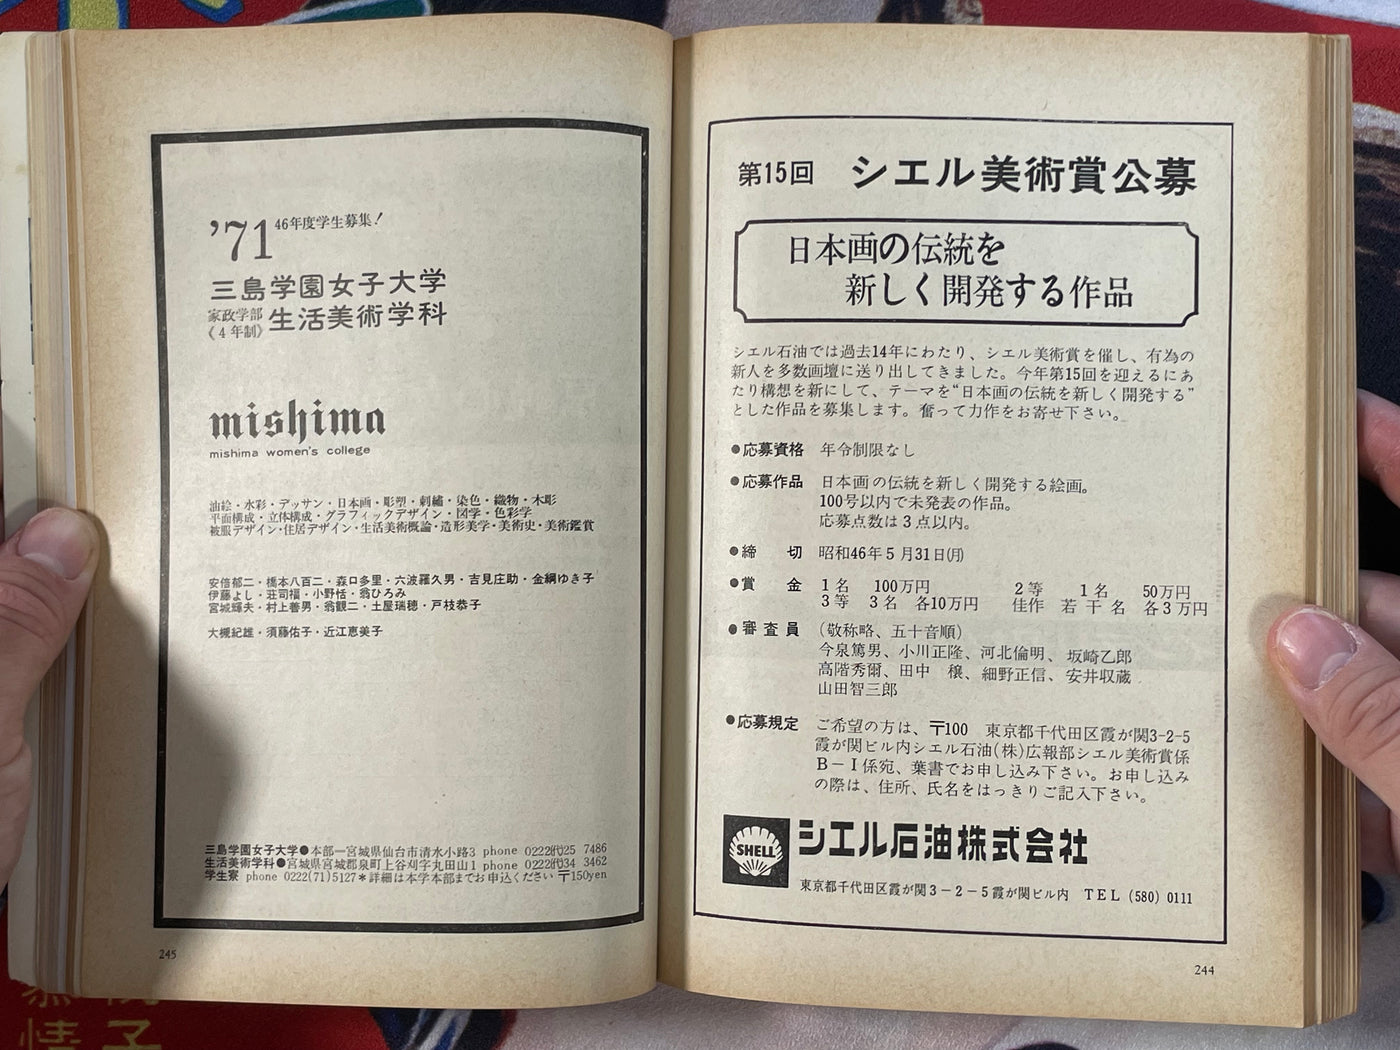 第15回 シエル美術賞公募
日本画の伝統を
新しく開発する作品
シエル石油では過去14年にわたり、シエル美術賞を催し、有為の
新人を多数画壇に送り出してきました。今年第15回を迎えるにあ
たり構想を新にして、テーマを“日本画の伝統を新しく開発する”
とした作品を募集します。奮って力作をお寄せ下さい。
●応募資格 年令制限なし
●応募作品 日本画の伝統を新しく開発する絵画。
100号以内で未発表の作品。
応募点数は3点以内。
●締 切 昭和46年5月31日(月)
●賞 金 1名 100万円 2等 1名 50万円
3等 3名 各10万円 佳作 若干名 各3万円
●審査員 (敬称略、五十音順)
今泉篤男、小川正隆、河北倫明、坂崎乙郎
高階秀爾、田中 穣、細野正信、安井収蔵
山田智三郎
●応募規定 ご希望の方は、〒100 東京都千代田区霞が関3-2-5
霞が関ビル内シエル石油(株)広報部シエル美術賞係
B-I係宛、葉書でお申し込み下さい。お申し込み
の際は、住所、氏名をはっきりご記入下さい。
SHELL シエル石油株式会社
東京都千代田区霞が関3-2-5霞が関ビル内 TEL (580) 0111
244
’71 46年度学生募集!
三島学園女子大学
家政学部
《4年制》
生活美術学科
mishima
mishima women's college
油絵・水彩・デッサン・日本画・彫塑・刺繡・染色・織物・木彫
平面構成・立体構成・グラフィックデザイン・図学・色彩学
被服デザイン・住居デザイン・生活美術概論・造形美学・美術史・美術鑑賞
安倍郁二・橋本八百二・森口多里・六波羅久男・吉見庄助・金綱ゆき子
伊藤よし・荘司福・小野恬・翁ひろみ
宮城輝夫・村上善男・翁観二・土屋瑞穂・戸枝恭子
大槻紀雄・須藤佑子・近江恵美子
三島学園女子大学●本部—宮城県仙台市清水小路3 phone 0222(代)25 7486
生活美術学科●宮城県宮城郡泉町上谷刈字丸田山1 phone 0222(代)34 3462
学生寮 phone 0222(71)5127＊詳細は本学本部までお申込ください 〒150yen
245
情
子